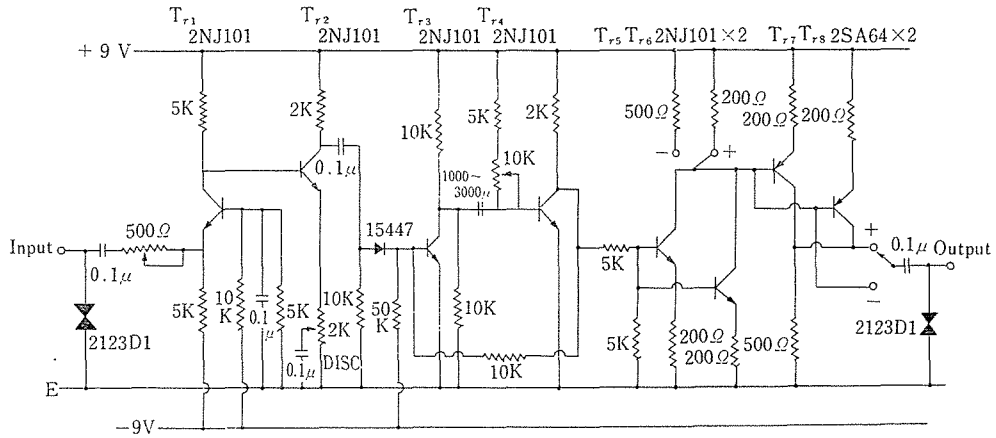 Tr1 Tr2 Tr3 Tr4
2NJ101 2NJ101 2NJ101 2NJ101 Tr5 Tr6 2NJ101×2 Tr7 Tr8 2SA64×2
+9 V
5K
2K
10K
5K
2K
500Ω
200Ω
200Ω
200Ω
10K
− +
0.1μ
1000~
3000μ
Input
500Ω
0.1μ
15447
5K
+
0.1μ Output
−
5K
10
K
0.1
μ
5K
2K
DISC
0.1μ
10K
50
K
10K
10K
5K
200Ω
200Ω
500Ω
2123D1
2123D1
E
−9V